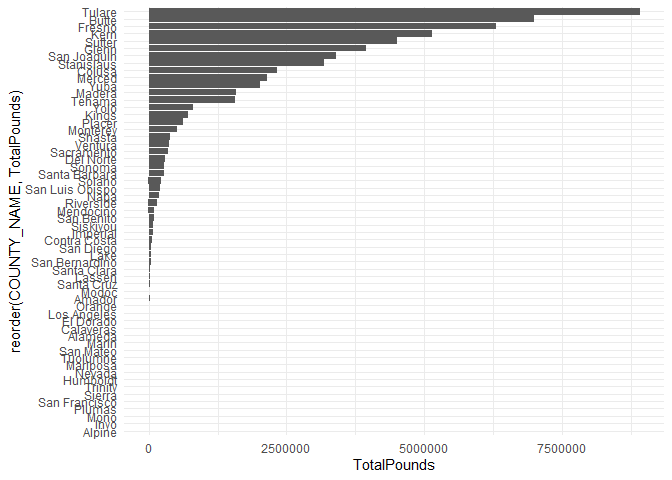 reorder(COUNTY_NAME, TotalPounds)
Tulare
Butte
Fresno
Kern
Sutter
Glenn
San Joaquin
Stanislaus
Colusa
Merced
Yuba
Madera
Tehama
Yolo
Kings
Placer
Monterey
Shasta
Ventura
Sacramento
Del Norte
Sonoma
Santa Barbara
Solano
San Luis Obispo
Napa
Riverside
Mendocino
San Benito
Siskiyou
Imperial
Contra Costa
San Diego
Lake
San Bernardino
Santa Clara
Lassen
Santa Cruz
Modoc
Amador
Orange
Los Angeles
El Dorado
Calaveras
Alameda
Marin
San Mateo
Tuolumne
Mariposa
Nevada
Humboldt
Trinity
Sierra
San Francisco
Plumas
Mono
Inyo
Alpine
0 2500000 5000000 7500000
TotalPounds